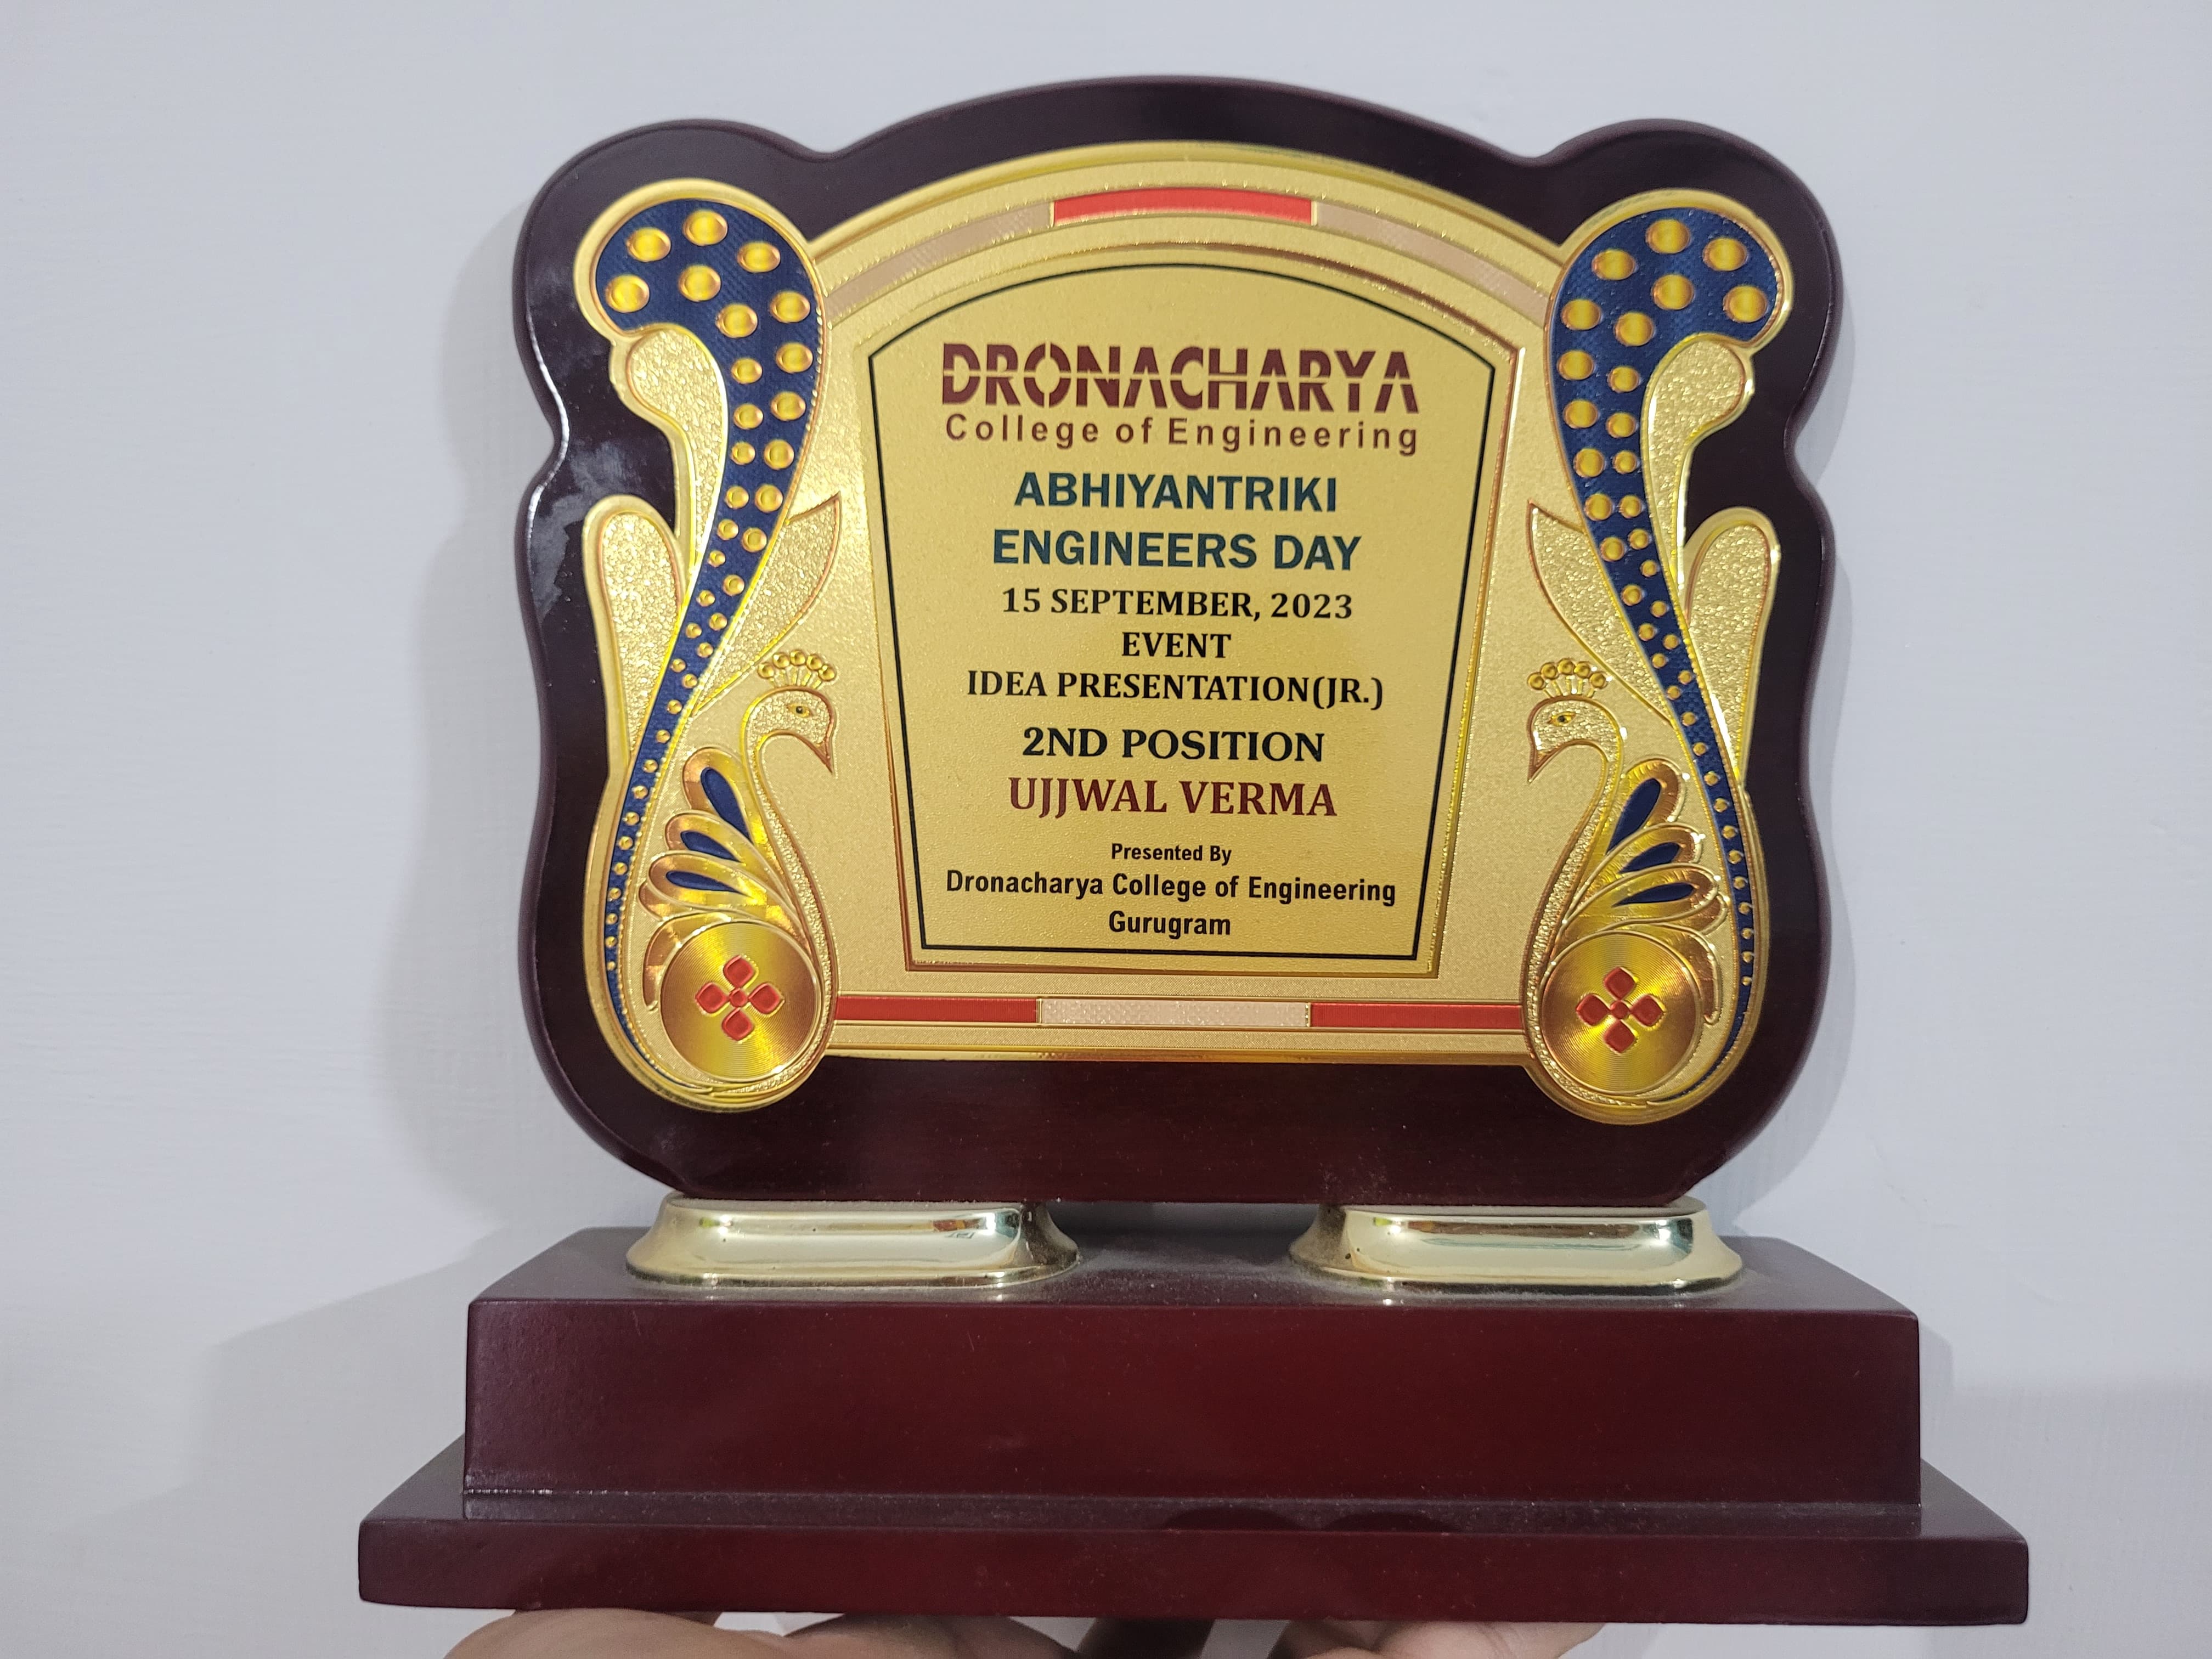 DRONACHARYA
College of Engineering
ABHIYANTRIKI
ENGINEERS DAY
15 SEPTEMBER, 2023
EVENT
IDEA PRESENTATION(JR.)
2ND POSITION
UJJWAL VERMA
Presented By
Dronacharya College of Engineering
Gurugram